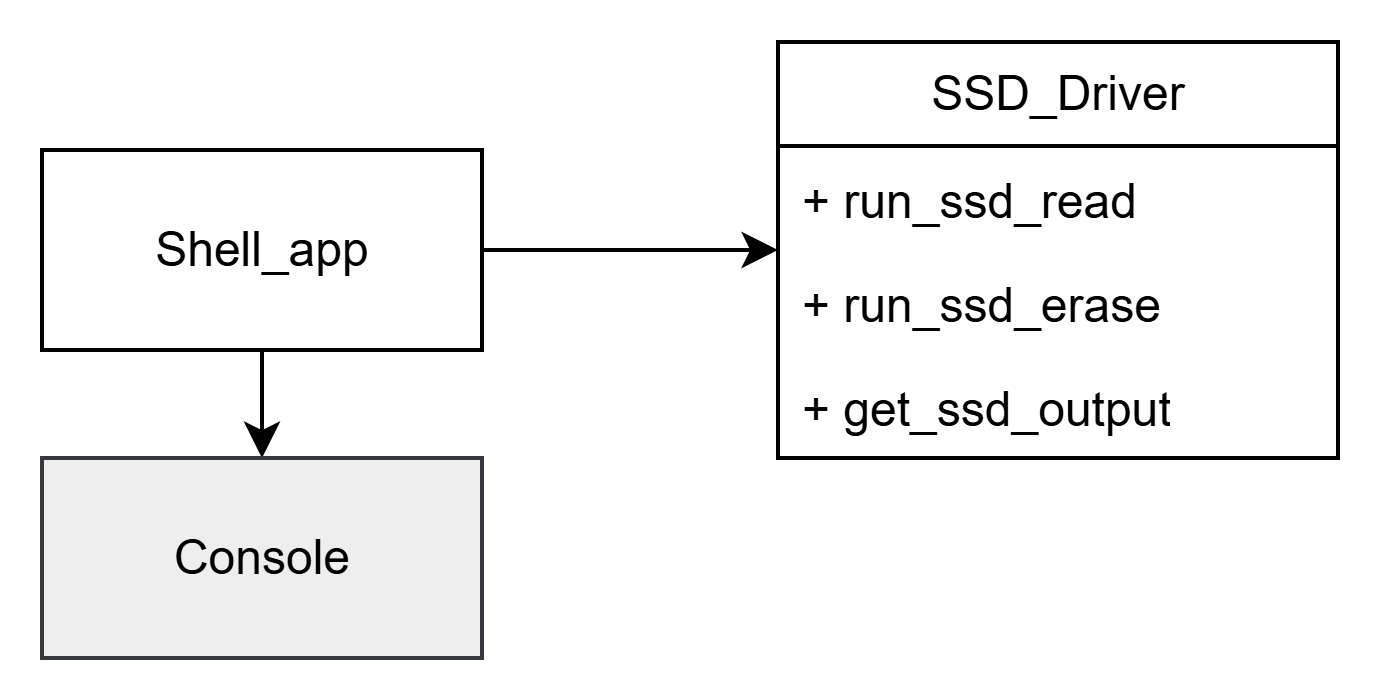 SSD_Driver
+ run_ssd_read
Shell_app
+ run_ssd_erase
+ get_ssd_output
Console